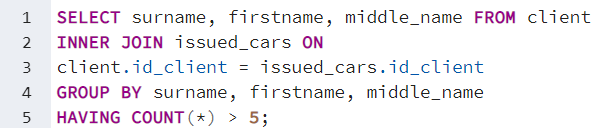 1 SELECT surname, firstname, middle_name FROM client
2 INNER JOIN issued_cars ON
3 client.id_client = issued_cars.id_client
4 GROUP BY surname, firstname, middle_name
5 HAVING COUNT(*) > 5;